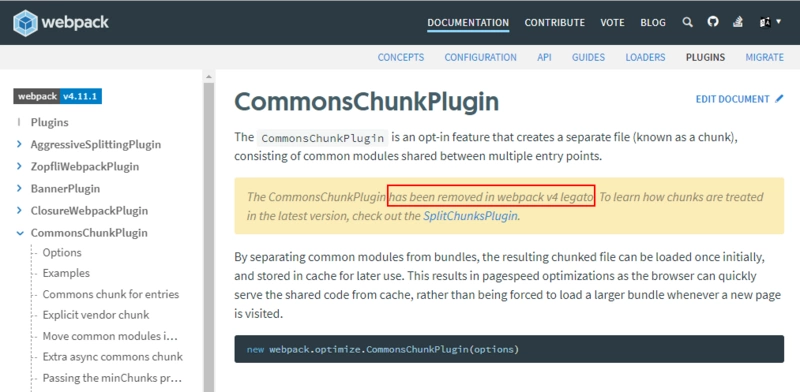 webpack
DOCUMENTATION CONTRIBUTE VOTE BLOG
CONCEPTS CONFIGURATION API GUIDES LOADERS PLUGINS MIGRATE
webpack v4.11.1
Plugins
AggressiveSplittingPlugin
ZopfliWebpackPlugin
BannerPlugin
ClosureWebpackPlugin
CommonsChunkPlugin
Options
Examples
Commons chunk for entries
Explicit vendor chunk
Move common modules i...
Extra async commons chunk
Passing the minChunks pr...
CommonsChunkPlugin
EDIT DOCUMENT
The CommonsChunkPlugin is an opt-in feature that creates a separate file (known as a chunk),
consisting of common modules shared between multiple entry points.
The CommonsChunkPlugin has been removed in webpack v4 legato. To learn how chunks are treated
in the latest version, check out the SplitChunksPlugin.
By separating common modules from bundles, the resulting chunked file can be loaded once initially,
and stored in cache for later use. This results in pagespeed optimizations as the browser can quickly
serve the shared code from cache, rather than being forced to load a larger bundle whenever a new page
is visited.
new webpack.optimize.CommonsChunkPlugin(options)